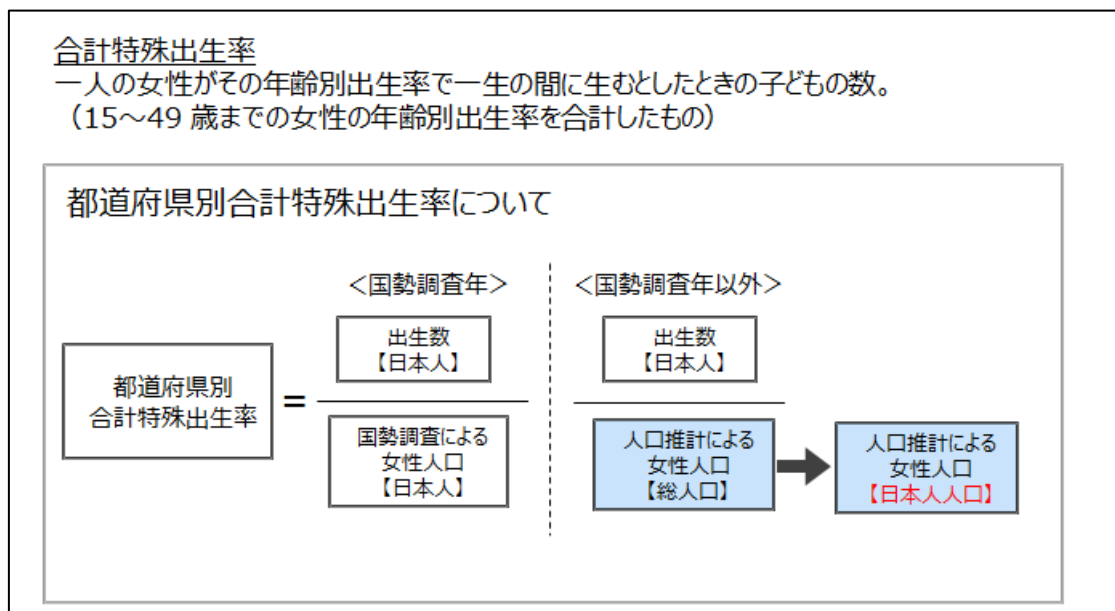 合計特殊出生率
一人の女性がその年齢別出生率で一生の間に生むとしたときの子どもの数。
（15～49 歳までの女性の年齢別出生率を合計したもの）
都道府県別合計特殊出生率について
＜国勢調査年＞
＜国勢調査年以外＞
都道府県別
合計特殊出生率
=
出生数
【日本人】
国勢調査による
女性人口
【日本人】
出生数
【日本人】
人口推計による
女性人口
【総人口】
人口推計による
女性人口
【日本人人口】